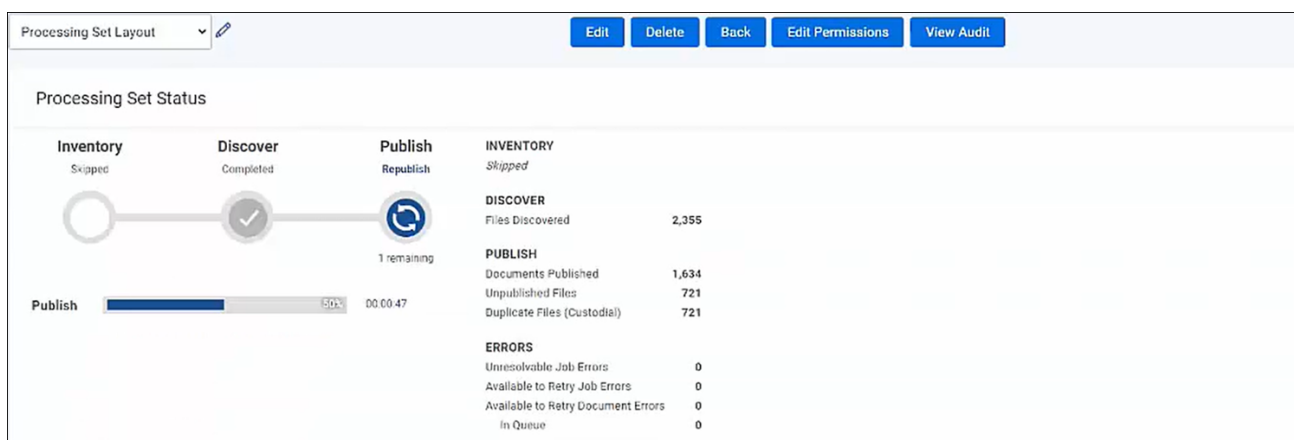 Processing Set Layout
Edit Delete Back Edit Permissions View Audit
Processing Set Status
Inventory Discover Publish
Skipped Completed Republish
1 remaining
Publish 50% 00:00:47
INVENTORY
Skipped
DISCOVER
Files Discovered 2,355
PUBLISH
Documents Published 1,634
Unpublished Files 721
Duplicate Files (Custodial) 721
ERRORS
Unresolvable Job Errors 0
Available to Retry Job Errors 0
Available to Retry Document Errors 0
In Queue 0